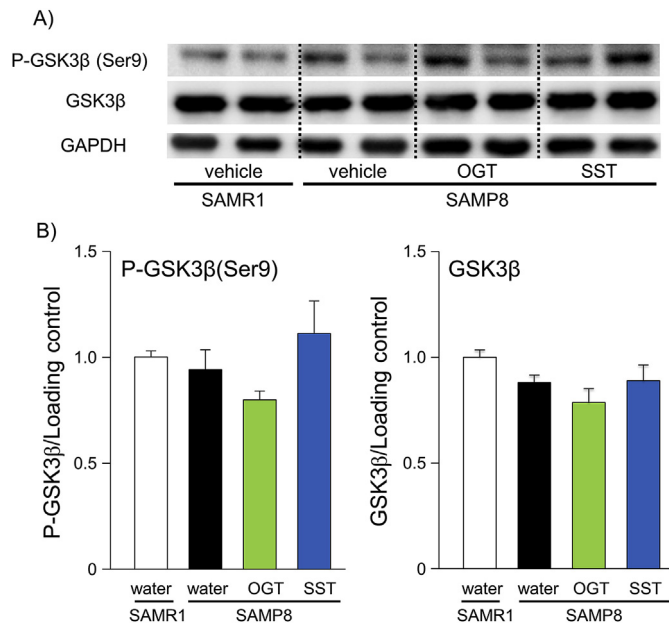 A)
P-GSK3β (Ser9)
GSK3β
GAPDH
vehicle vehicle OGT SST
SAMR1 SAMP8
B)
P-GSK3β(Ser9)
P-GSK3β/Loading control
1.5
1.0
0.5
0
water water OGT SST
SAMR1 SAMP8
GSK3β
GSK3β/Loading control
1.5
1.0
0.5
0
water water OGT SST
SAMR1 SAMP8